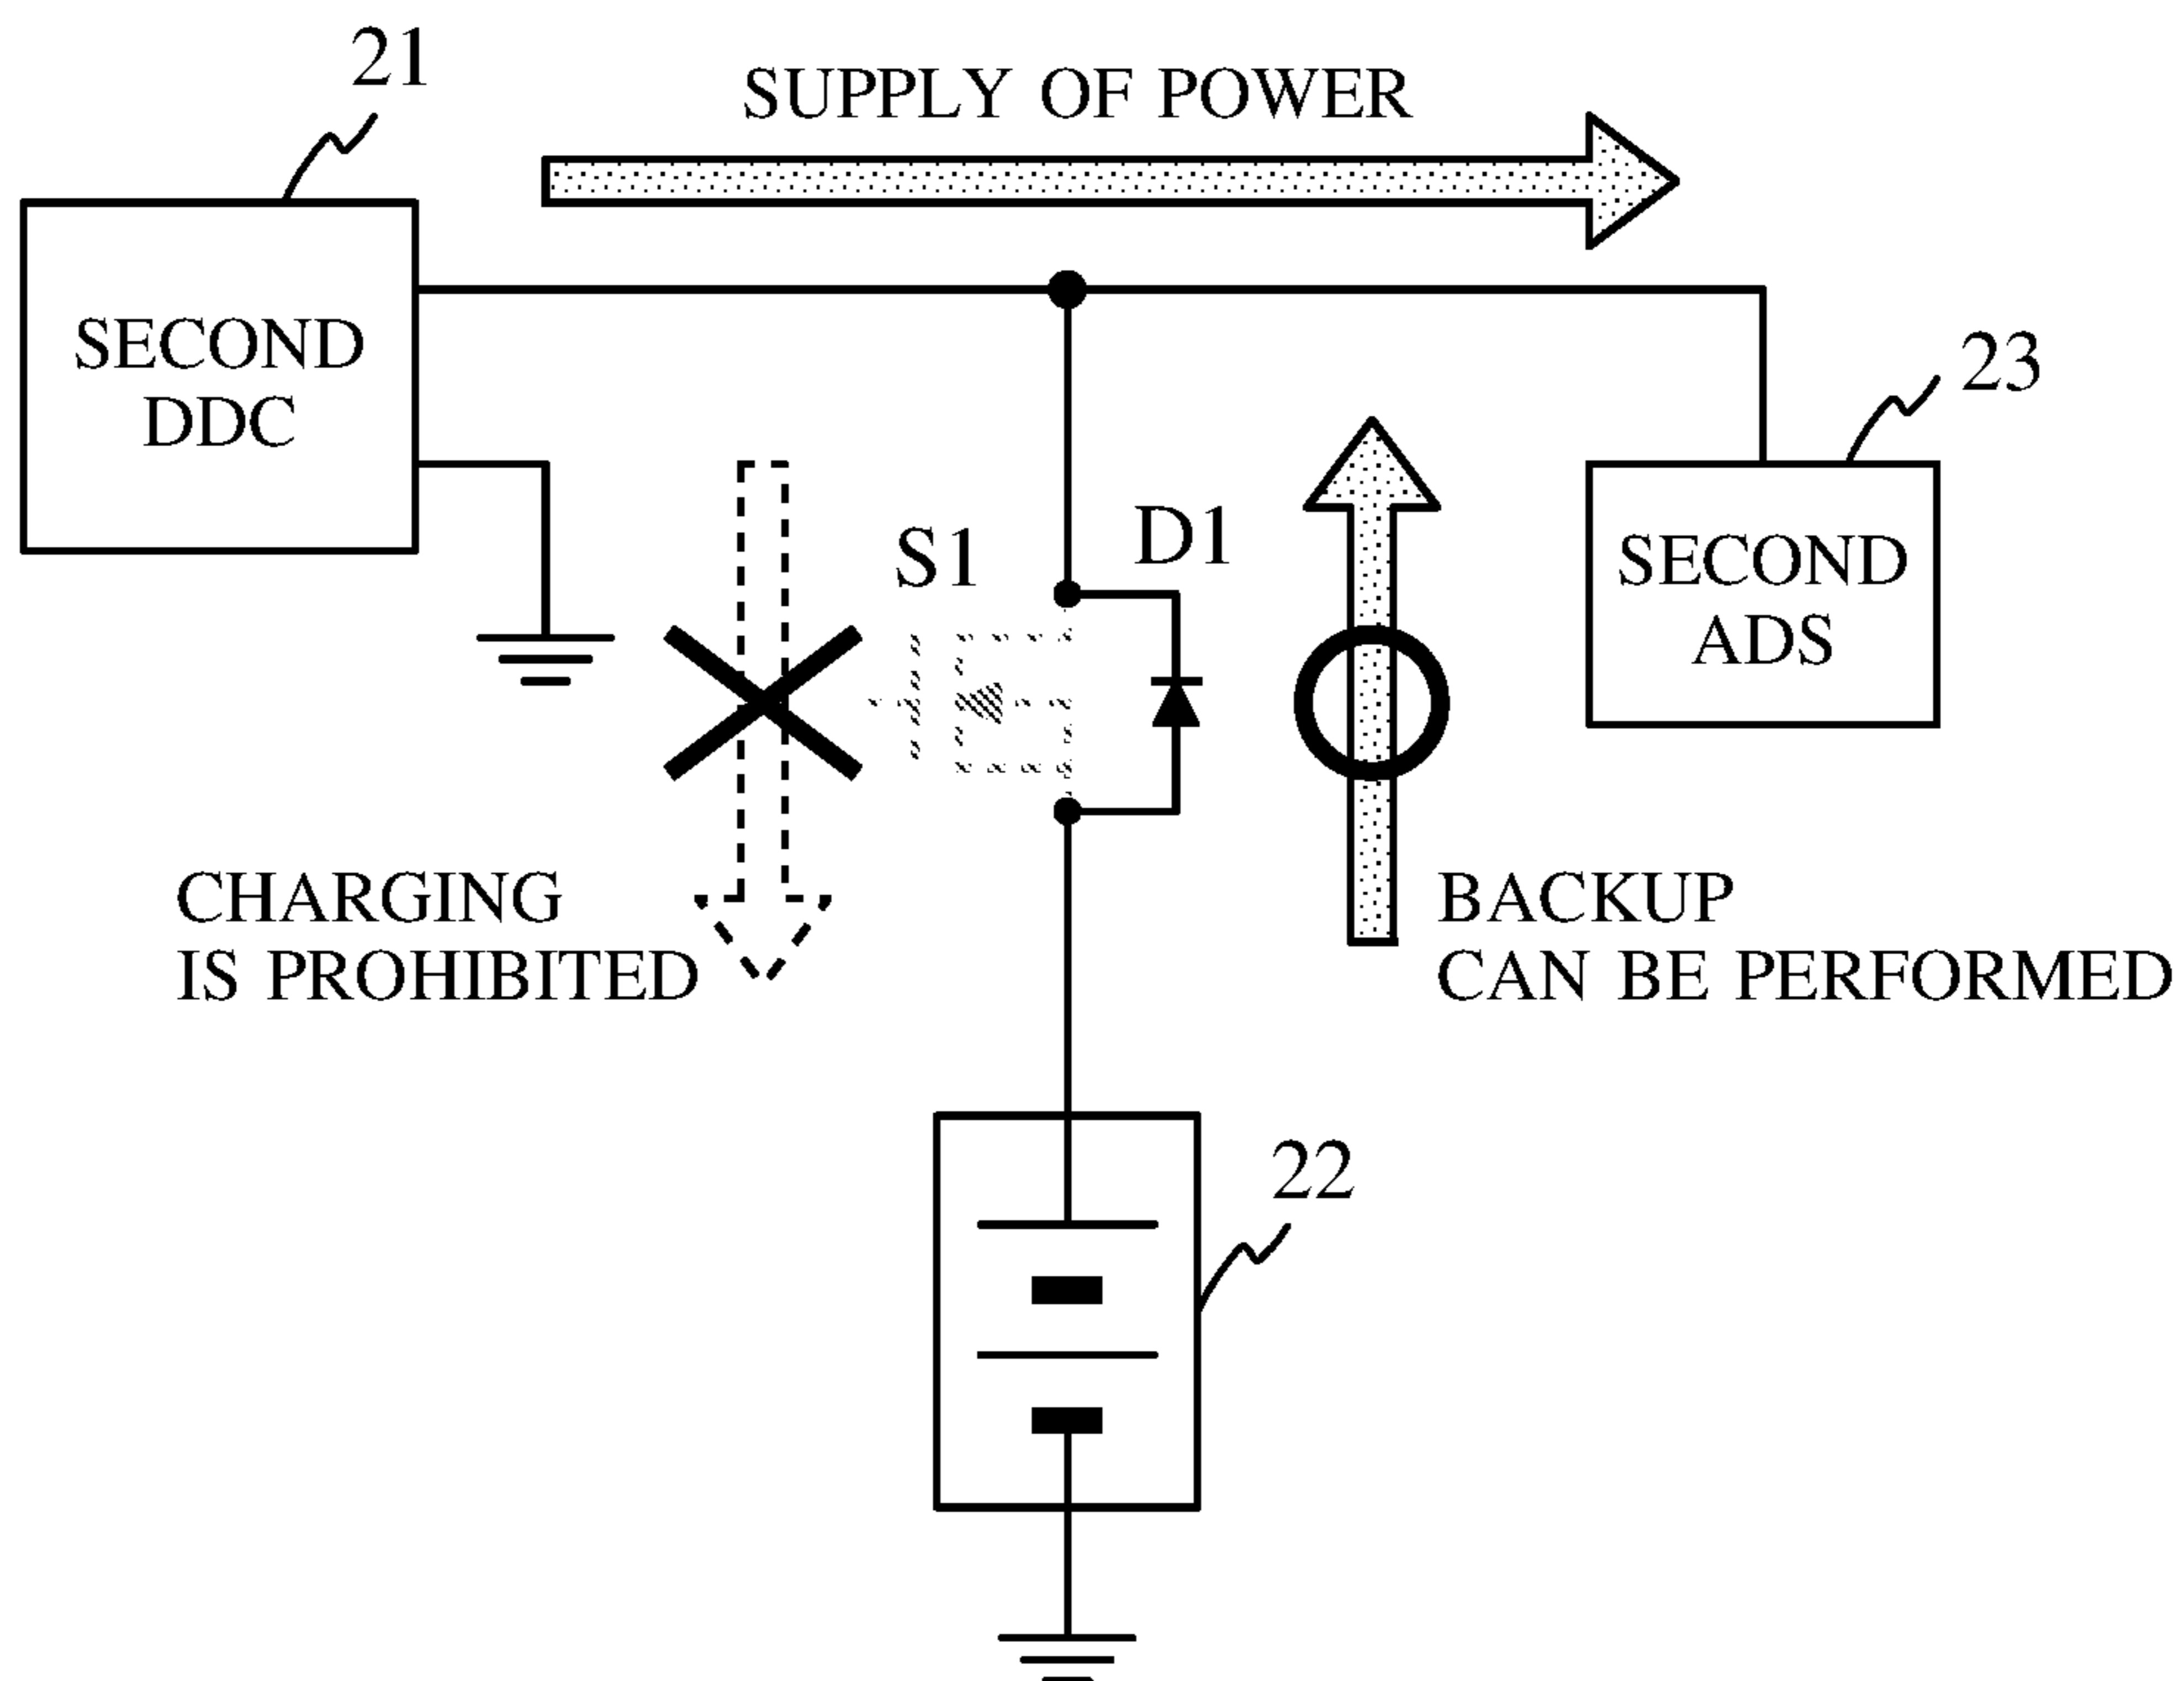 21
SUPPLY OF POWER
SECOND
DDC
23
S1
D1
SECOND
ADS
CHARGING
IS PROHIBITED
BACKUP
CAN BE PERFORMED
22